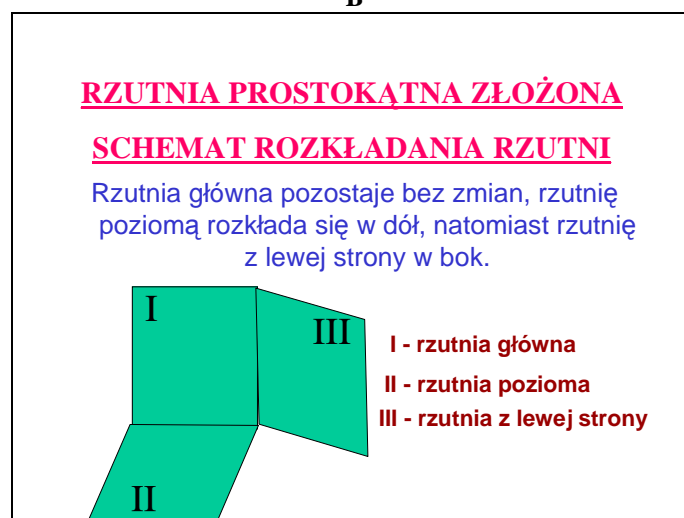 B
RZUTNIA PROSTOKĄTNA ZŁOŻONA
SCHEMAT ROZKŁADANIA RZUTNI
Rzutnia główna pozostaje bez zmian, rzutnię
poziomą rozkłada się w dół, natomiast rzutnię
z lewej strony w bok.
I
III
I - rzutnia główna
II - rzutnia pozioma
III - rzutnia z lewej strony
II